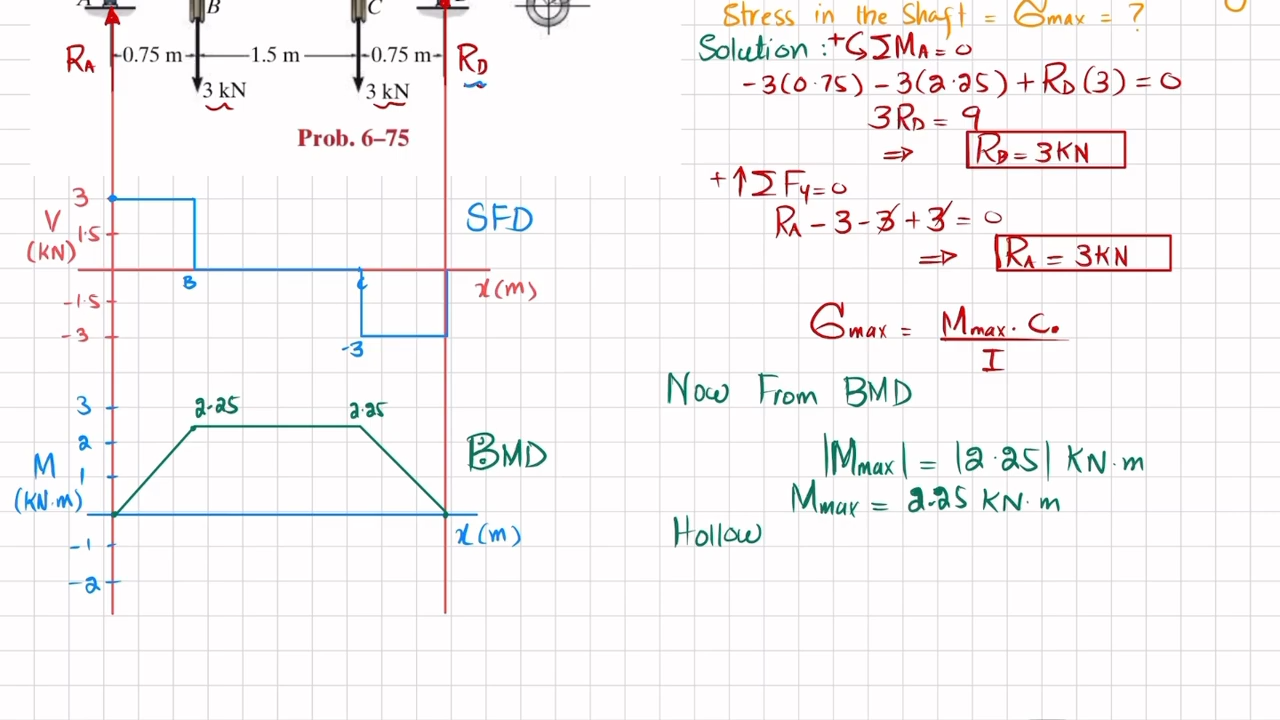 B
C
RA
0.75 m
1.5 m
0.75 m
RD
3 kN
3 kN
Prob. 6–75
3
V
(KN)
1.5
-1.5
-3
B
C
-3
SFD
x(m)
3
2
1
M
(KN.m)
-1
-2
2.25
2.25
BMD
x(m)
Stress in the Shaft = σmax = ?
Solution : +↺ ΣMA = 0
-3(0.75) - 3(2.25) + RD(3) = 0
3RD = 9
⇒ RD = 3KN
+↑ΣFy=0
RA - 3 - 3 + 3 = 0
⇒ RA = 3KN
σmax = Mmax . C.
I
Now From BMD
|Mmax| = |2.25| KN.m
Mmax = 2.25 KN.m
Hollow